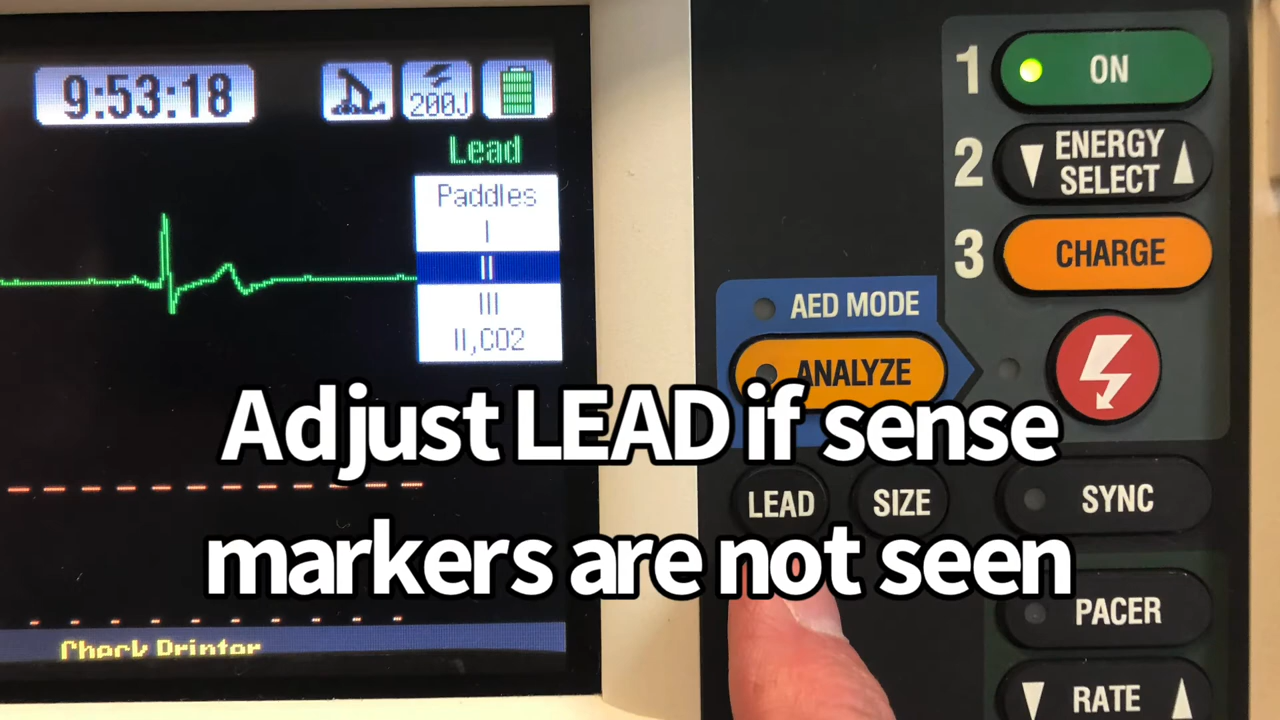 9:53:18
200J
Lead
Paddles
I
II
III
II,CO2
Check Printer
1
ON
2
ENERGY
SELECT
3
CHARGE
AED MODE
ANALYZE
LEAD
SIZE
SYNC
PACER
RATE
Adjust LEAD if sense
markers are not seen